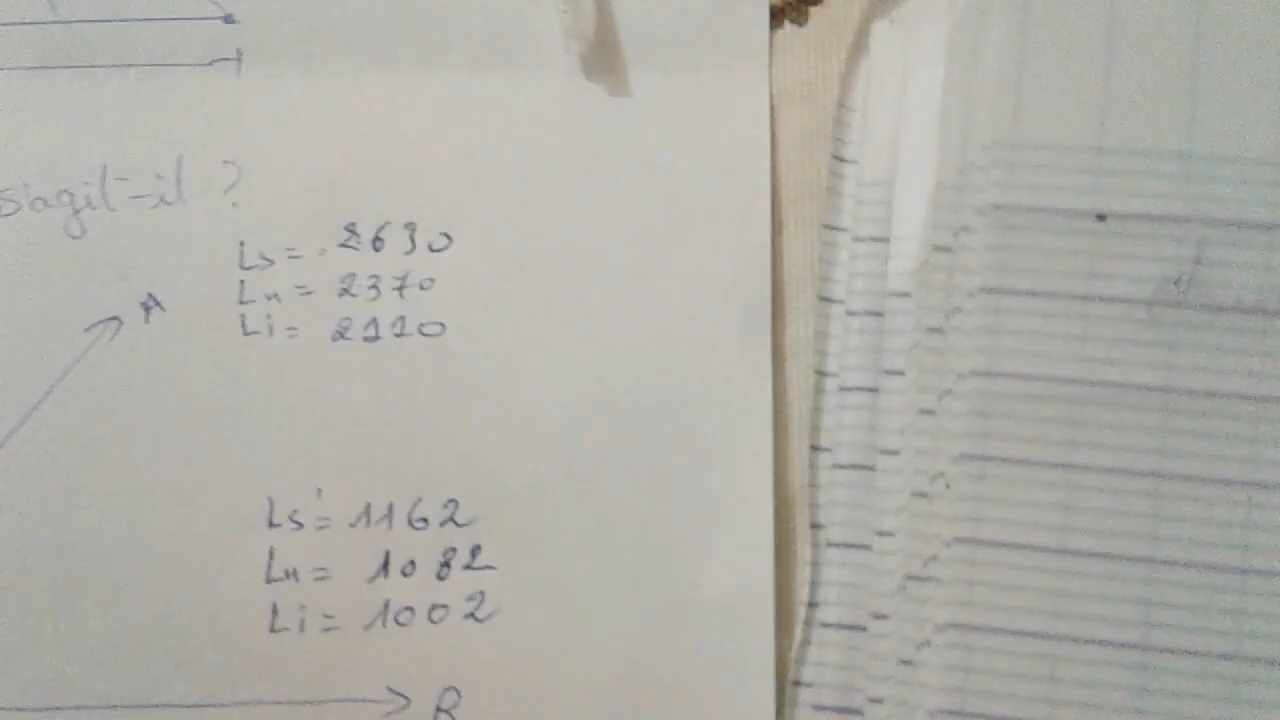 s'agit-il ?
Ls = 2630
A
Ln = 2370
Li = 2110
Ls' = 1162
Ln = 1082
Li = 1002
B